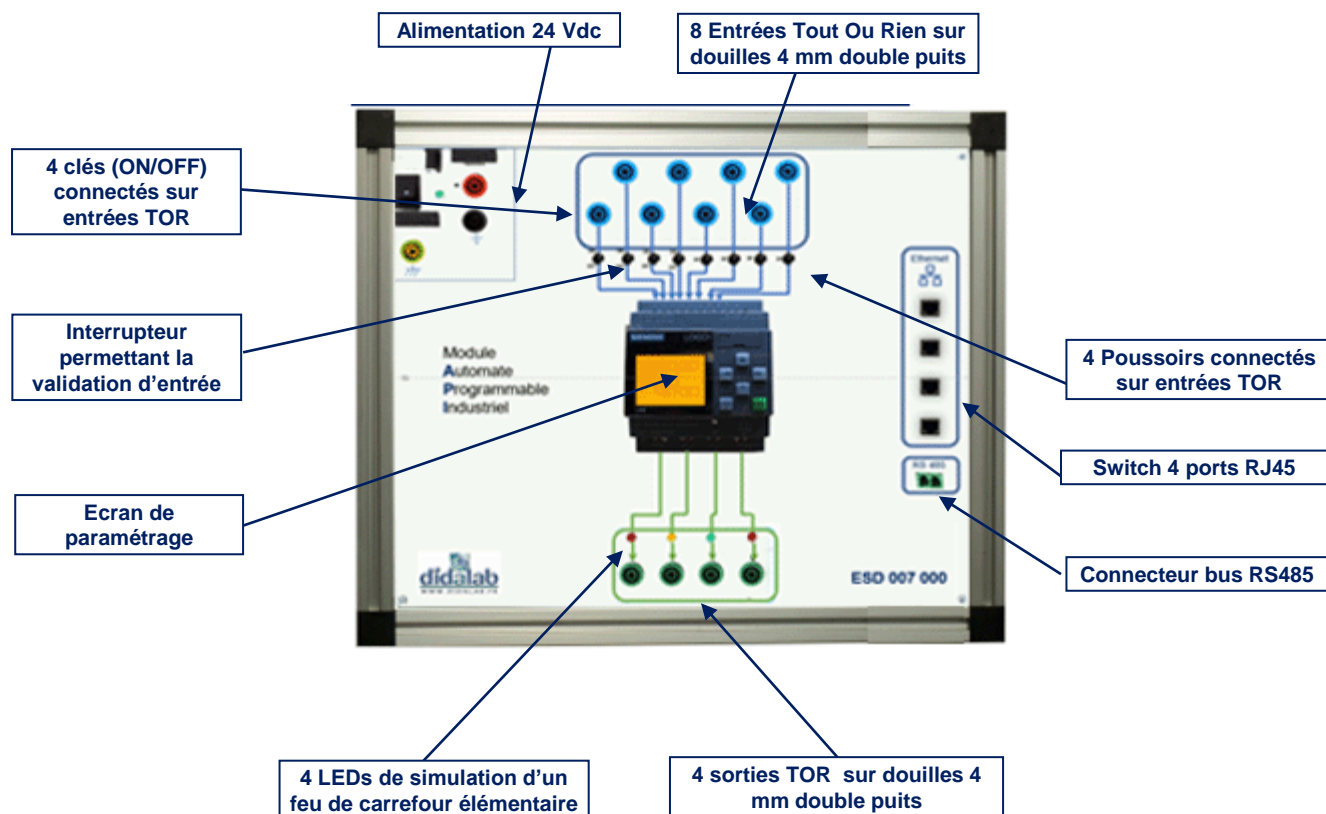 Alimentation 24 Vdc
8 Entrées Tout Ou Rien sur
douilles 4 mm double puits
4 clés (ON/OFF)
connectés sur
entrées TOR
Ethernet
Interrupteur
permettant la
validation d’entrée
SIEMENS
Module
Automate
Programmable
Industriel
4 Poussoirs connectés
sur entrées TOR
Switch 4 ports RJ45
RS 485
Ecran de
paramétrage
Connecteur bus RS485
didalab
WWW.DIDALAB.FR
ESD 007 000
4 LEDs de simulation d’un
feu de carrefour élémentaire
4 sorties TOR sur douilles 4
mm double puits